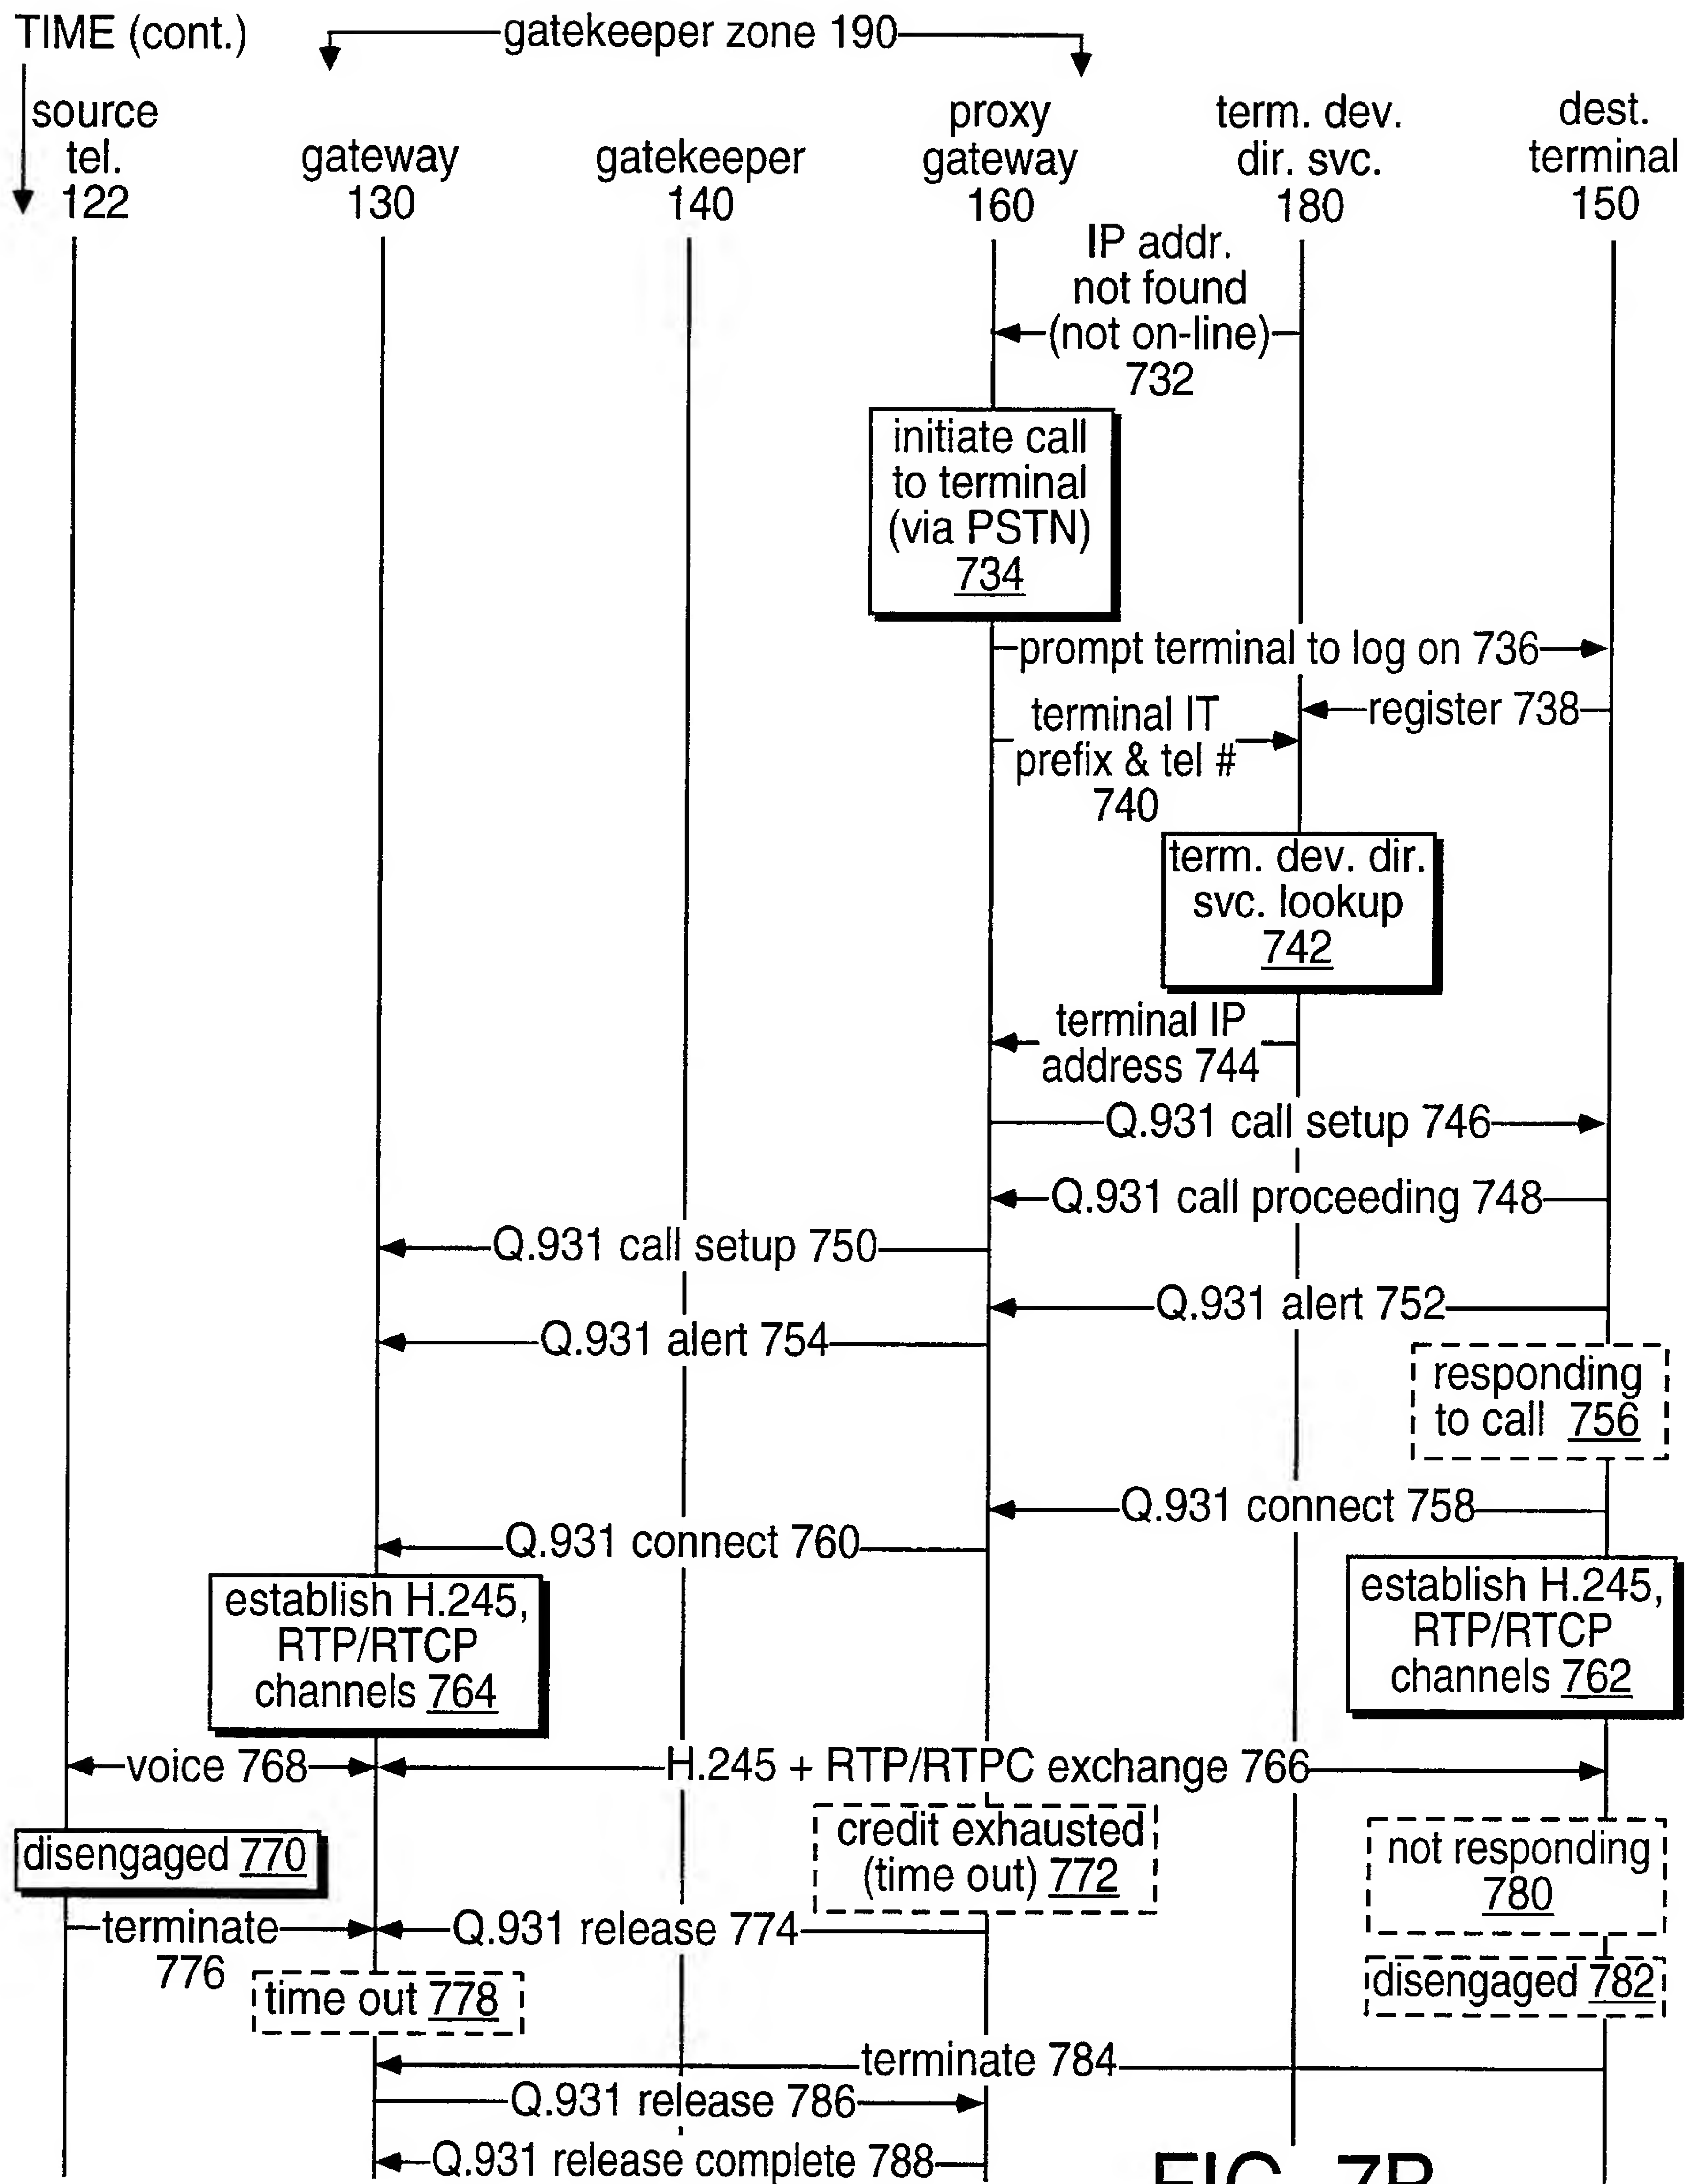 TIME (cont.)
gatekeeper zone 190
source
tel.
122
gateway
130
gatekeeper
140
proxy
gateway
160
term. dev.
dir. svc.
180
dest.
terminal
150
IP addr.
not found
(not on-line)
732
initiate call
to terminal
(via PSTN)
734
prompt terminal to log on 736
register 738
terminal IT
prefix & tel #
740
term. dev. dir.
svc. lookup
742
terminal IP
address 744
Q.931 call setup 746
Q.931 call proceeding 748
Q.931 call setup 750
Q.931 alert 752
Q.931 alert 754
responding
to call 756
Q.931 connect 758
Q.931 connect 760
establish H.245,
RTP/RTCP
channels 764
establish H.245,
RTP/RTCP
channels 762
voice 768
H.245 + RTP/RTPC exchange 766
disengaged 770
credit exhausted
(time out) 772
not responding
780
terminate
776
Q.931 release 774
time out 778
disengaged 782
terminate 784
Q.931 release 786
Q.931 release complete 788
FIG. 7B